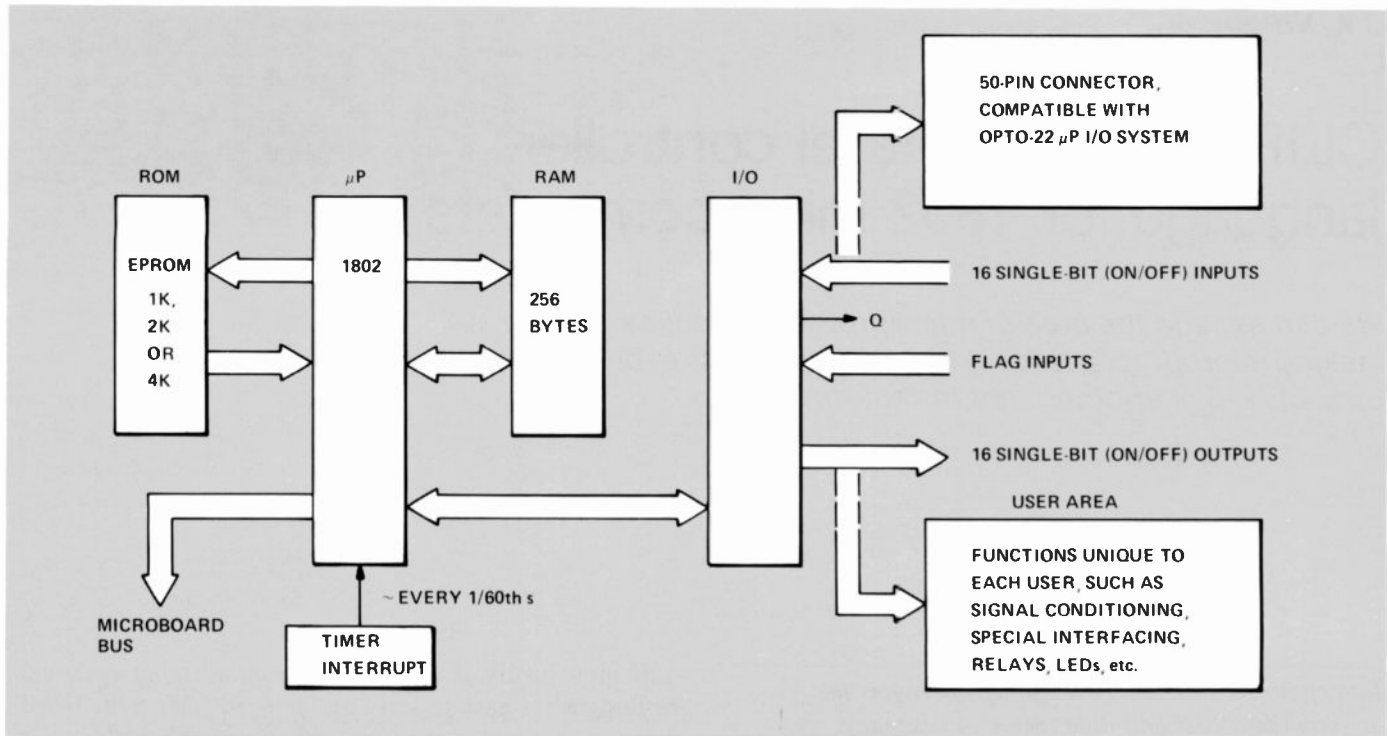 50-PIN CONNECTOR,
COMPATIBLE WITH
OPTO-22 μP I/O SYSTEM
ROM
μP
RAM
I/O
EPROM
1K,
2K
OR
4K
1802
256
BYTES
16 SINGLE-BIT (ON/OFF) INPUTS
Q
FLAG INPUTS
16 SINGLE-BIT (ON/OFF) OUTPUTS
USER AREA
FUNCTIONS UNIQUE TO
EACH USER, SUCH AS
SIGNAL CONDITIONING,
SPECIAL INTERFACING,
RELAYS, LEDs, etc.
~EVERY 1/60th s
MICROBOARD
BUS
TIMER
INTERRUPT